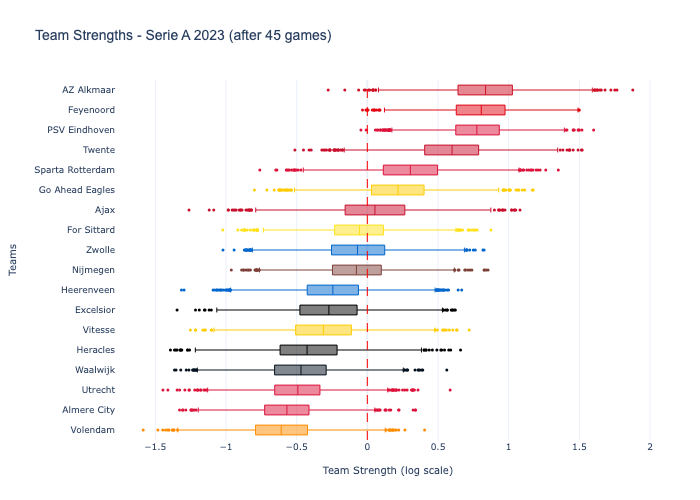 Team Strengths - Serie A 2023 (after 45 games)
AZ Alkmaar
Feyenoord
PSV Eindhoven
Twente
Sparta Rotterdam
Go Ahead Eagles
Ajax
For Sittard
Zwolle
Nijmegen
Heerenveen
Excelsior
Vitesse
Heracles
Waalwijk
Utrecht
Almere City
Volendam
Teams
−1.5 −1 −0.5 0 0.5 1 1.5 2
Team Strength (log scale)